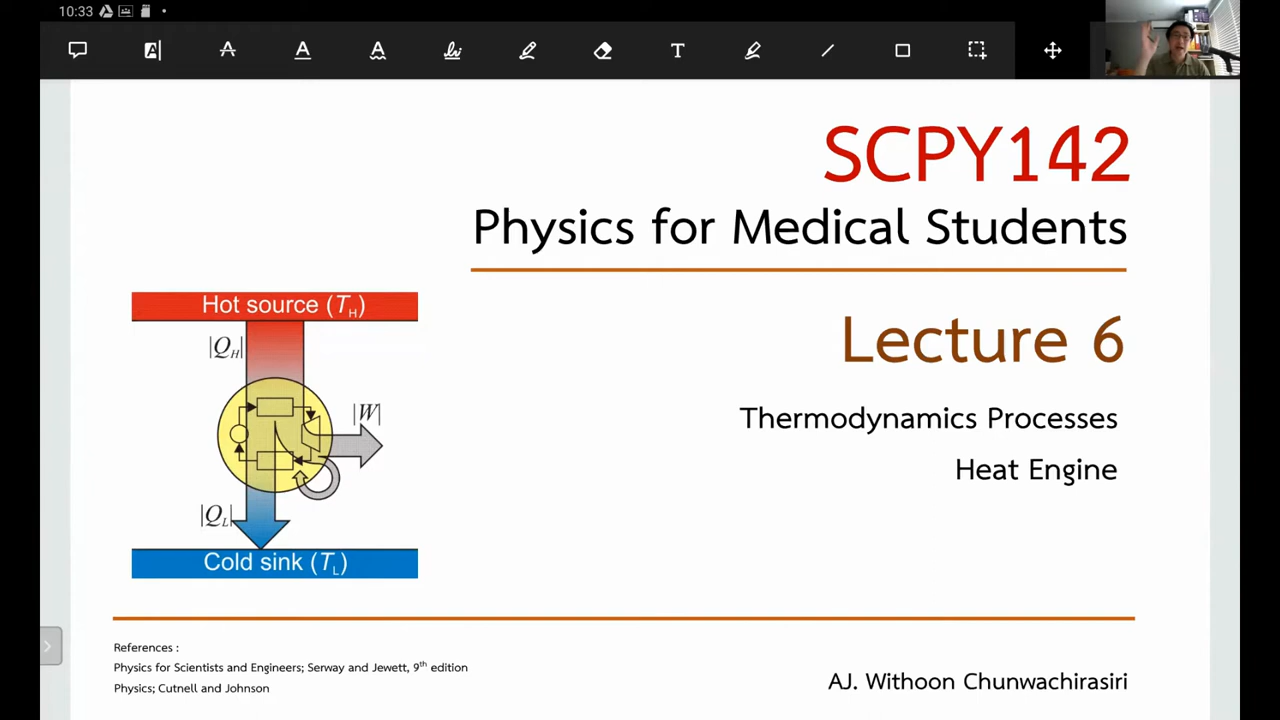 10:33
A
A
A
A
T
SCPY142
Physics for Medical Students
Hot source (TH)
|QH|
|W|
|QL|
Cold sink (TL)
Lecture 6
Thermodynamics Processes
Heat Engine
References :
Physics for Scientists and Engineers; Serway and Jewett, 9th edition
Physics; Cutnell and Johnson
AJ. Withoon Chunwachirasiri